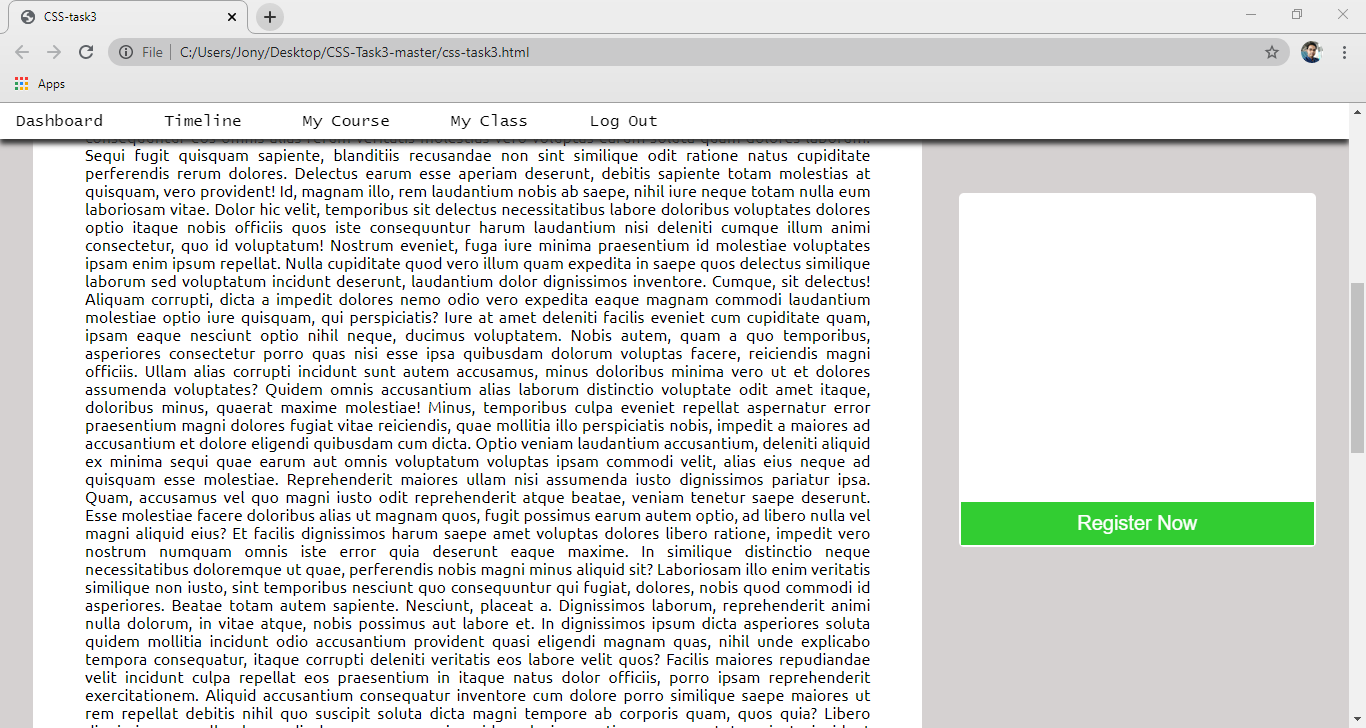 CSS-task3
File
C:/Users/Jony/Desktop/CSS-Task3-master/css-task3.html
Apps
Dashboard Timeline My Course My Class Log Out
Sequi fugit quisquam sapiente, blanditiis recusandae non sint similique odit ratione natus cupiditate
perferendis rerum dolores. Delectus earum esse aperiam deserunt, debitis sapiente totam molestias at
quisquam, vero provident! Id, magnam illo, rem laudantium nobis ab saepe, nihil iure neque totam nulla eum
laboriosam vitae. Dolor hic velit, temporibus sit delectus necessitatibus labore doloribus voluptates dolores
optio itaque nobis officiis quos iste consequuntur harum laudantium nisi deleniti cumque illum animi
consectetur, quo id voluptatum! Nostrum eveniet, fuga iure minima praesentium id molestiae voluptates
ipsam enim ipsum repellat. Nulla cupiditate quod vero illum quam expedita in saepe quos delectus similique
laborum sed voluptatum incidunt deserunt, laudantium dolor dignissimos inventore. Cumque, sit delectus!
Aliquam corrupti, dicta a impedit dolores nemo odio vero expedita eaque magnam commodi laudantium
molestiae optio iure quisquam, qui perspiciatis? Iure at amet deleniti facilis eveniet cum cupiditate quam,
ipsam eaque nesciunt optio nihil neque, ducimus voluptatem. Nobis autem, quam a quo temporibus,
asperiores consectetur porro quas nisi esse ipsa quibusdam dolorum voluptas facere, reiciendis magni
officiis. Ullam alias corrupti incidunt sunt autem accusamus, minus doloribus minima vero ut et dolores
assumenda voluptates? Quidem omnis accusantium alias laborum distinctio voluptate odit amet itaque,
doloribus minus, quaerat maxime molestiae! Minus, temporibus culpa eveniet repellat aspernatur error
praesentium magni dolores fugiat vitae reiciendis, quae mollitia illo perspiciatis nobis, impedit a maiores ad
accusantium et dolore eligendi quibusdam cum dicta. Optio veniam laudantium accusantium, deleniti aliquid
ex minima sequi quae earum aut omnis voluptatum voluptas ipsam commodi velit, alias eius neque ad
quisquam esse molestiae. Reprehenderit maiores ullam nisi assumenda iusto dignissimos pariatur ipsa.
Quam, accusamus vel quo magni iusto odit reprehenderit atque beatae, veniam tenetur saepe deserunt.
Esse molestiae facere doloribus alias ut magnam quos, fugit possimus earum autem optio, ad libero nulla vel
magni aliquid eius? Et facilis dignissimos harum saepe amet voluptas dolores libero ratione, impedit vero
nostrum numquam omnis iste error quia deserunt eaque maxime. In similique distinctio neque
necessitatibus doloremque ut quae, perferendis nobis magni minus aliquid sit? Laboriosam illo enim veritatis
similique non iusto, sint temporibus nesciunt quo consequuntur qui fugiat, dolores, nobis quod commodi id
asperiores. Beatae totam autem sapiente. Nesciunt, placeat a. Dignissimos laborum, reprehenderit animi
nulla dolorum, in vitae atque, nobis possimus aut labore et. In dignissimos ipsum dicta asperiores soluta
quidem mollitia incidunt odio accusantium provident quasi eligendi magnam quas, nihil unde explicabo
tempora consequatur, itaque corrupti deleniti veritatis eos labore velit quos? Facilis maiores repudiandae
velit incidunt culpa repellat eos praesentium in itaque natus dolor officiis, porro ipsam reprehenderit
exercitationem. Aliquid accusantium consequatur inventore cum dolore porro similique saepe maiores ut
rem repellat debitis nihil quo suscipit soluta dicta magni tempore ab corporis quam, quos quia? Libero
Register Now